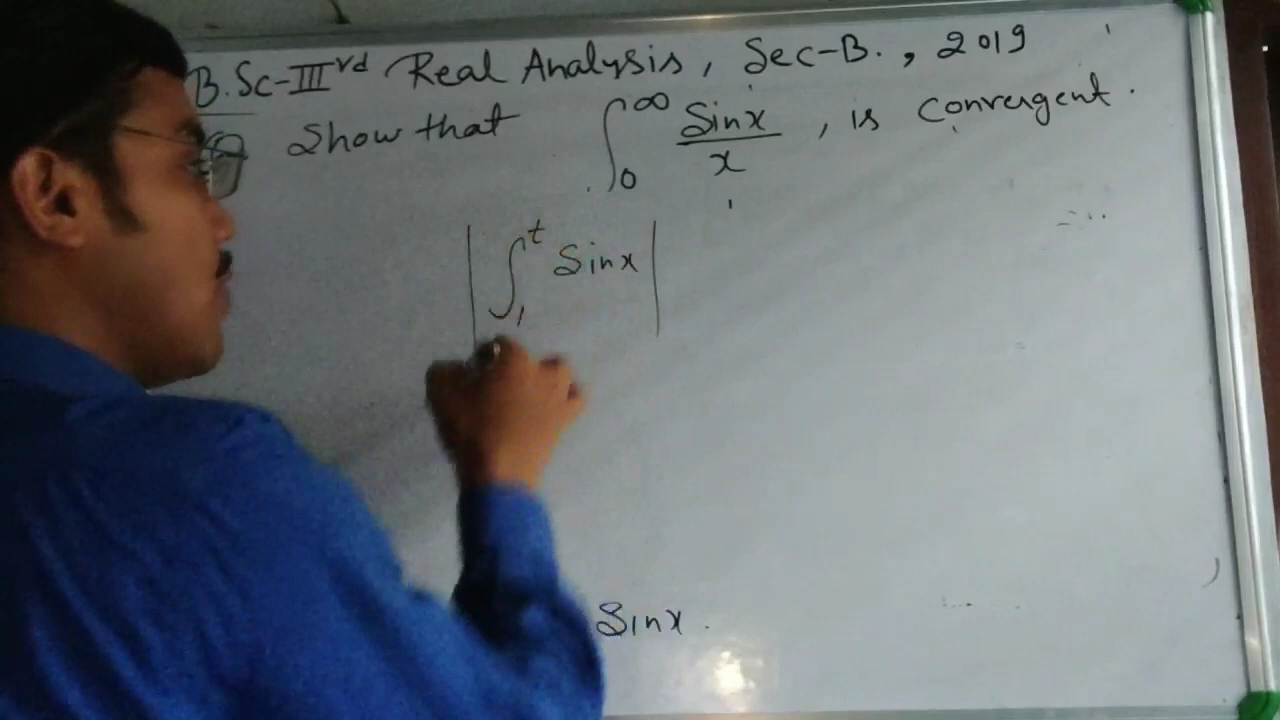 B.Sc-IIIrd Real Analysis, Sec-B., 2019
Show that ∫₀^∞ Sinx/x , is convergent.
|∫₁^t Sinx|
Sinx.